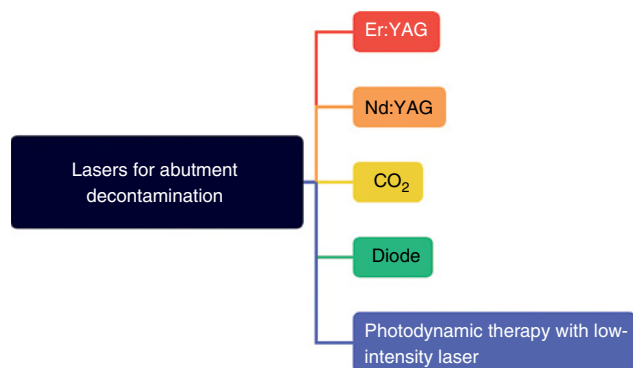 Er:YAG
Nd:YAG
Lasers for abutment
decontamination
CO₂
Diode
Photodynamic therapy with low-
intensity laser